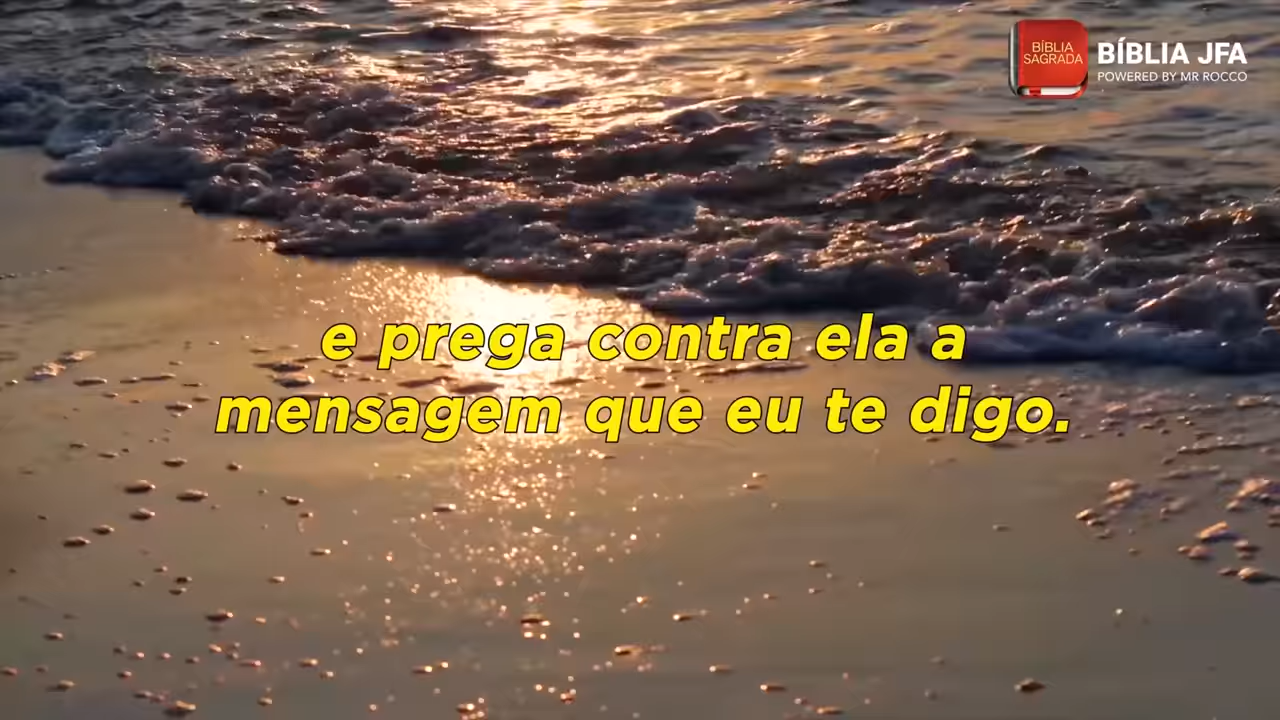 BÍBLIA
SAGRADA
BÍBLIA JFA
POWERED BY MR ROCCO
e prega contra ela a
mensagem que eu te digo.